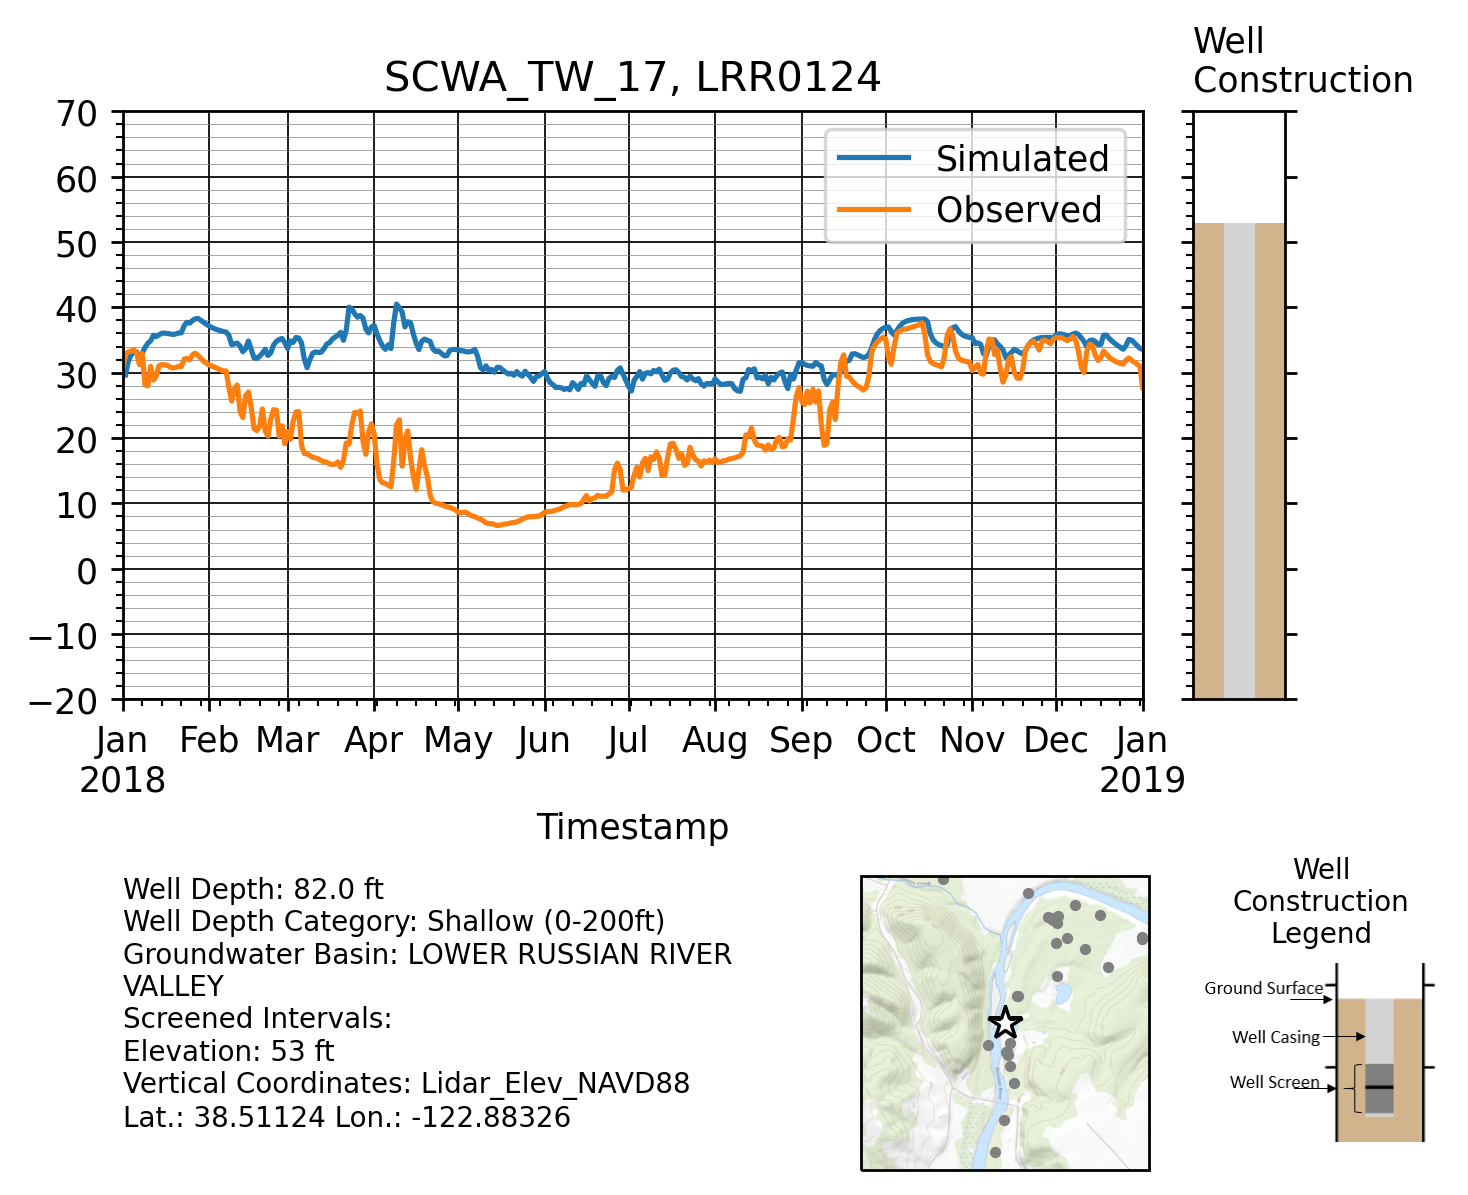 Well
Construction
SCWA_TW_17, LRR0124
70
60
50
40
30
20
10
0
−10
−20
Simulated
Observed
Jan
2018
Feb
Mar
Apr
May
Jun
Jul
Aug
Sep
Oct
Nov
Dec
Jan
2019
Timestamp
Well Depth: 82.0 ft
Well Depth Category: Shallow (0-200ft)
Groundwater Basin: LOWER RUSSIAN RIVER
VALLEY
Screened Intervals:
Elevation: 53 ft
Vertical Coordinates: Lidar_Elev_NAVD88
Lat.: 38.51124 Lon.: -122.88326
Well
Construction
Legend
Ground Surface
Well Casing
Well Screen